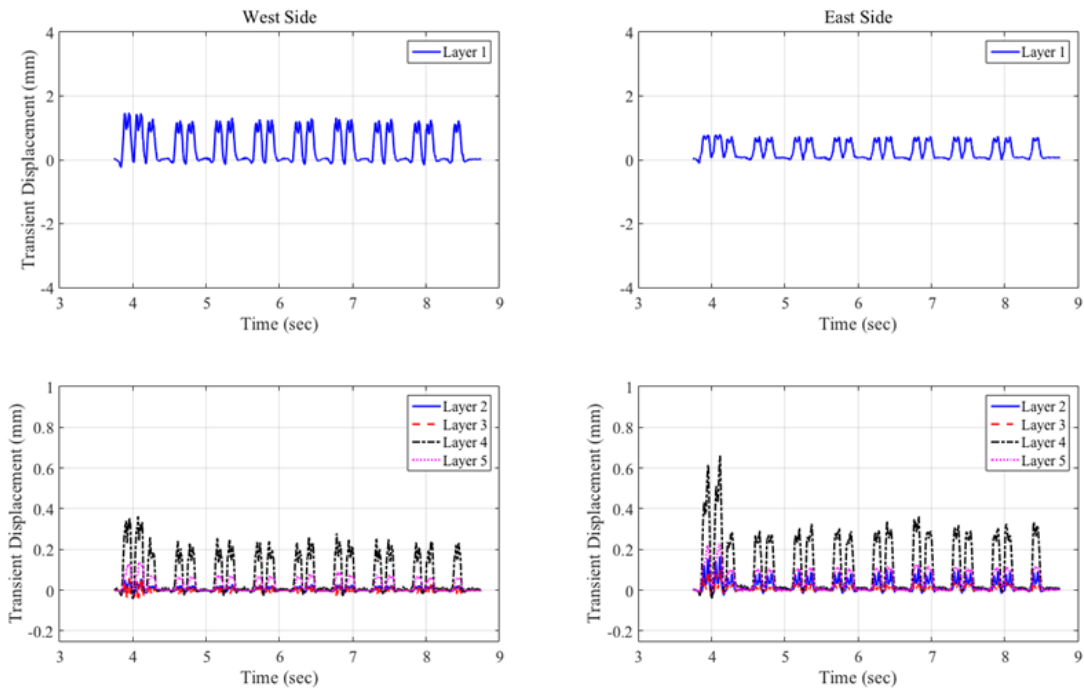 West Side
East Side
Transient Displacement (mm)
4
2
0
-2
-4
Layer 1
3 4 5 6 7 8 9
Time (sec)
4
2
0
-2
-4
Layer 1
3 4 5 6 7 8 9
Time (sec)
Transient Displacement (mm)
1
0.8
0.6
0.4
0.2
0
-0.2
Layer 2
Layer 3
Layer 4
Layer 5
3 4 5 6 7 8 9
Time (sec)
Transient Displacement (mm)
1
0.8
0.6
0.4
0.2
0
-0.2
Layer 2
Layer 3
Layer 4
Layer 5
3 4 5 6 7 8 9
Time (sec)